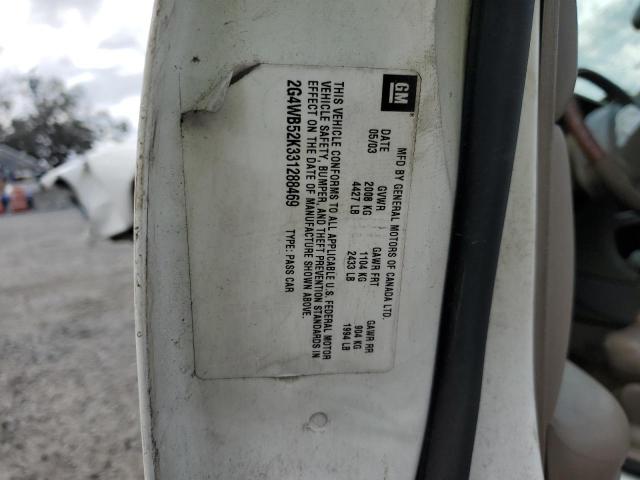 GM
MFD BY GENERAL MOTORS OF CANADA LTD.
DATE GVWR GAWR FRT GAWR RR
05/03 2008 KG 1104 KG 904 KG
4427 LB 2433 LB 1994 LB
THIS VEHICLE CONFORMS TO ALL APPLICABLE U.S. FEDERAL MOTOR
VEHICLE SAFETY, BUMPER, AND THEFT PREVENTION STANDARDS IN
EFFECT ON THE DATE OF MANUFACTURE SHOWN ABOVE.
2G4WB52K331288469 TYPE: PASS CAR